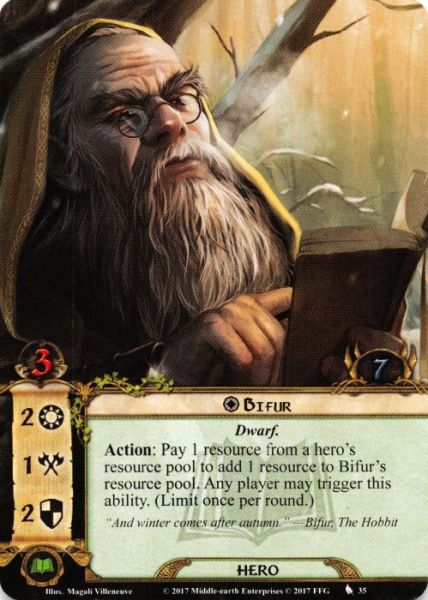 3
7
Bifur
2
Dwarf.
1
Action: Pay 1 resource from a hero's
resource pool to add 1 resource to Bifur's
resource pool. Any player may trigger this
ability. (Limit once per round.)
2
"And winter comes after autumn." —Bifur, The Hobbit
HERO
Illus. Magali Villeneuve
© 2017 Middle-earth Enterprises © 2017 FFG
35